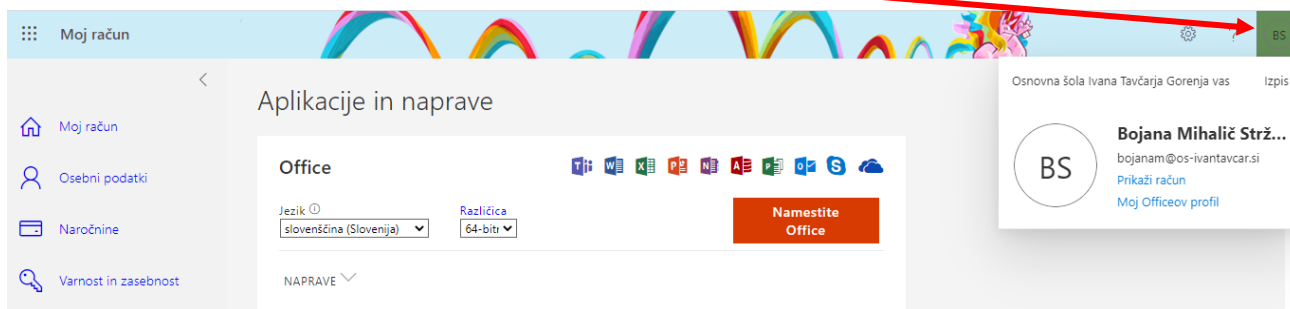 Moj račun
?
BS
Osnovna šola Ivana Tavčarja Gorenja vas
Izpis
BS
Bojana Mihalič Strž...
bojanam@os-ivantavcar.si
Prikaži račun
Moj Officeov profil
Moj račun
Osebni podatki
Naročnine
Varnost in zasebnost
Aplikacije in naprave
Office
Jezik
slovenščina (Slovenija)
Različica
64-bitr
Namestite
Office
NAPRAVE